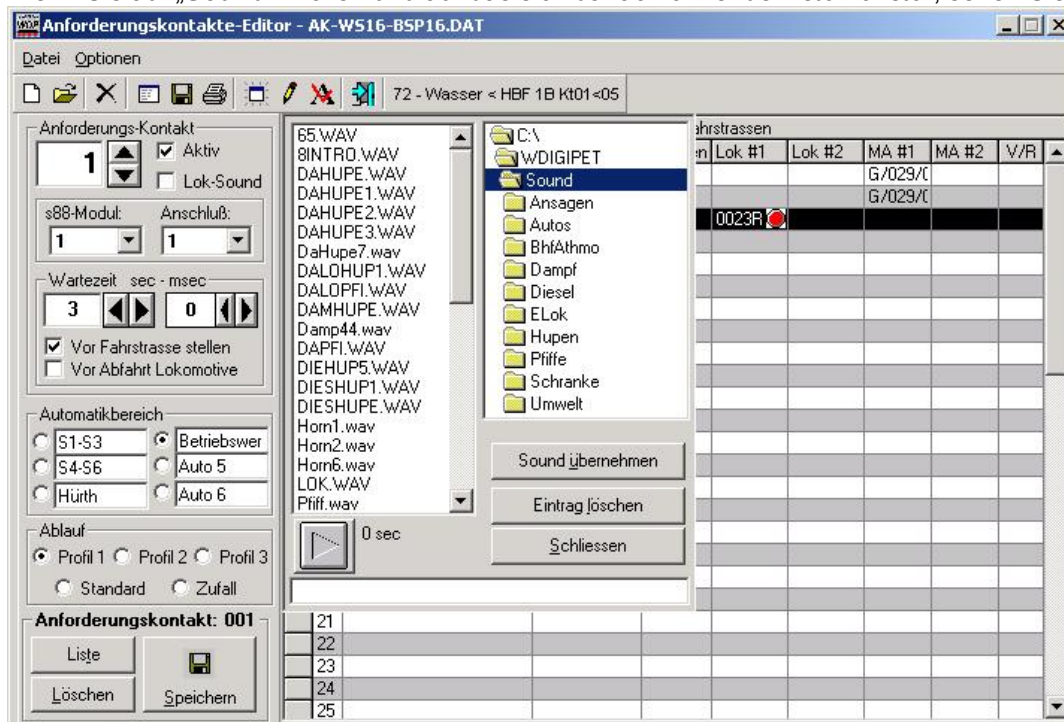 Anforderungskontakte-Editor - AK-WS16-BSP16.DAT
Datei Optionen
72 - Wasser < HBF 1B Kt01<05
Anforderungs-Kontakt
1
Aktiv
Lok-Sound
s88-Modul: Anschluß:
1 1
Wartezeit sec - msec
3 0
Vor Fahrstrasse stellen
Vor Abfahrt Lokomotive
Automatikbereich
S1-S3 Betriebswer
S4-S6 Auto 5
Hürth Auto 6
Ablauf
Profil 1 Profil 2 Profil 3
Standard Zufall
Anforderungskontakt: 001
Liste
Löschen
Speichern
65.WAV
8INTRO.WAV
DAHUPE.WAV
DAHUPE1.WAV
DAHUPE2.WAV
DAHUPE3.WAV
DaHupe7.wav
DALOHUP1.WAV
DALOPFI.WAV
DAMHUPE.WAV
Damp44.wav
DAPFI.WAV
DIEHUP5.WAV
DIESHUP1.WAV
DIESHUPE.WAV
Horn1.wav
Horn2.wav
Horn6.wav
LOK.WAV
Pfiff.wav
0 sec
C:\
WDIGIPET
Sound
Ansagen
Autos
BhfAthmo
Dampf
Diesel
ELok
Hupen
Pfiffe
Schranke
Umwelt
Sound übernehmen
Eintrag löschen
Schliessen
ahrstrassen
en Lok #1 Lok #2 MA #1 MA #2 V/R
G/029/0
G/029/0
0023R
21
22
23
24
25